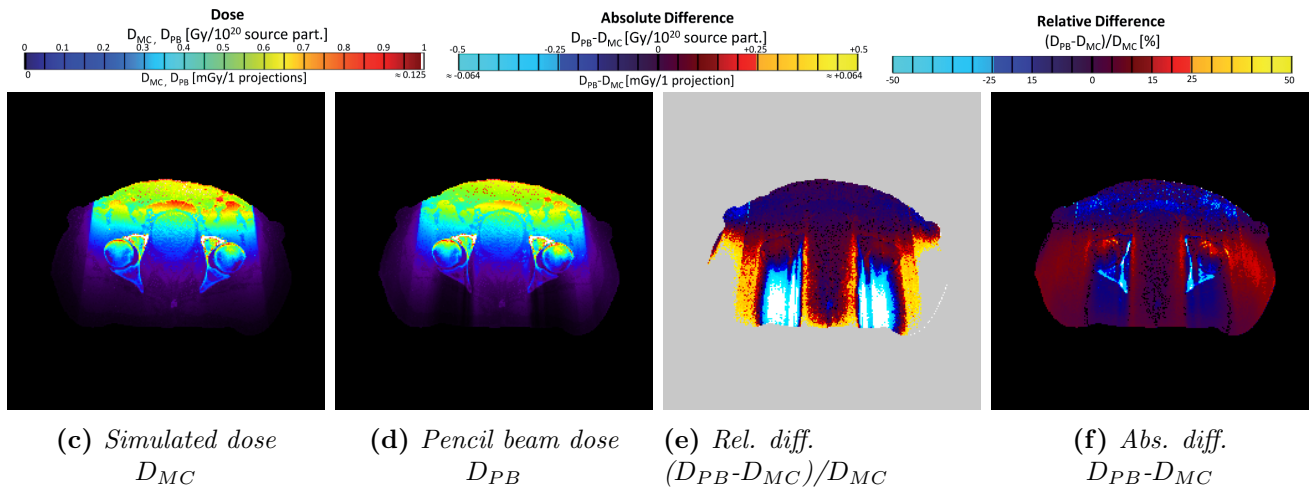 Dose
D_MC, D_PB [Gy/10^20 source part.]
0 0.1 0.2 0.3 0.4 0.5 0.6 0.7 0.8 0.9 1
0 D_MC, D_PB [mGy/1 projections] ≈ 0.125
Absolute Difference
D_PB-D_MC [Gy/10^20 source part.]
-0.5 -0.25 0 +0.25 +0.5
≈ -0.064 D_PB-D_MC [mGy/1 projection] ≈ +0.064
Relative Difference
(D_PB-D_MC)/D_MC [%]
-50 -25 15 0 15 25 50
(c) Simulated dose
D_MC
(d) Pencil beam dose
D_PB
(e) Rel. diff.
(D_PB-D_MC)/D_MC
(f) Abs. diff.
D_PB-D_MC